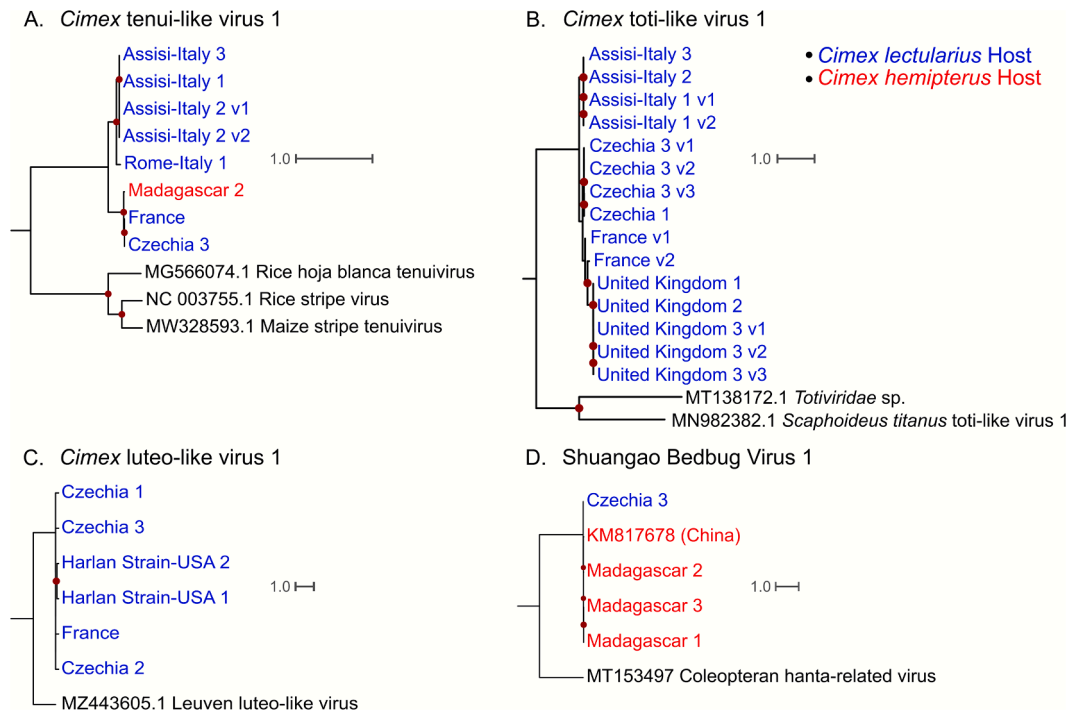 A. Cimex tenui-like virus 1
Assisi-Italy 3
Assisi-Italy 1
Assisi-Italy 2 v1
Assisi-Italy 2 v2
Rome-Italy 1
Madagascar 2
France
Czechia 3
MG566074.1 Rice hoja blanca tenuivirus
NC 003755.1 Rice stripe virus
MW328593.1 Maize stripe tenuivirus
1.0
B. Cimex toti-like virus 1
Cimex lectularius Host
Cimex hemipterus Host
Assisi-Italy 3
Assisi-Italy 2
Assisi-Italy 1 v1
Assisi-Italy 1 v2
Czechia 3 v1
Czechia 3 v2
Czechia 3 v3
Czechia 1
France v1
France v2
United Kingdom 1
United Kingdom 2
United Kingdom 3 v1
United Kingdom 3 v2
United Kingdom 3 v3
MT138172.1 Totiviridae sp.
MN982382.1 Scaphoideus titanus toti-like virus 1
1.0
C. Cimex luteo-like virus 1
Czechia 1
Czechia 3
Harlan Strain-USA 2
Harlan Strain-USA 1
France
Czechia 2
MZ443605.1 Leuven luteo-like virus
1.0
D. Shuangao Bedbug Virus 1
Czechia 3
KM817678 (China)
Madagascar 2
Madagascar 3
Madagascar 1
MT153497 Coleopteran hanta-related virus
1.0